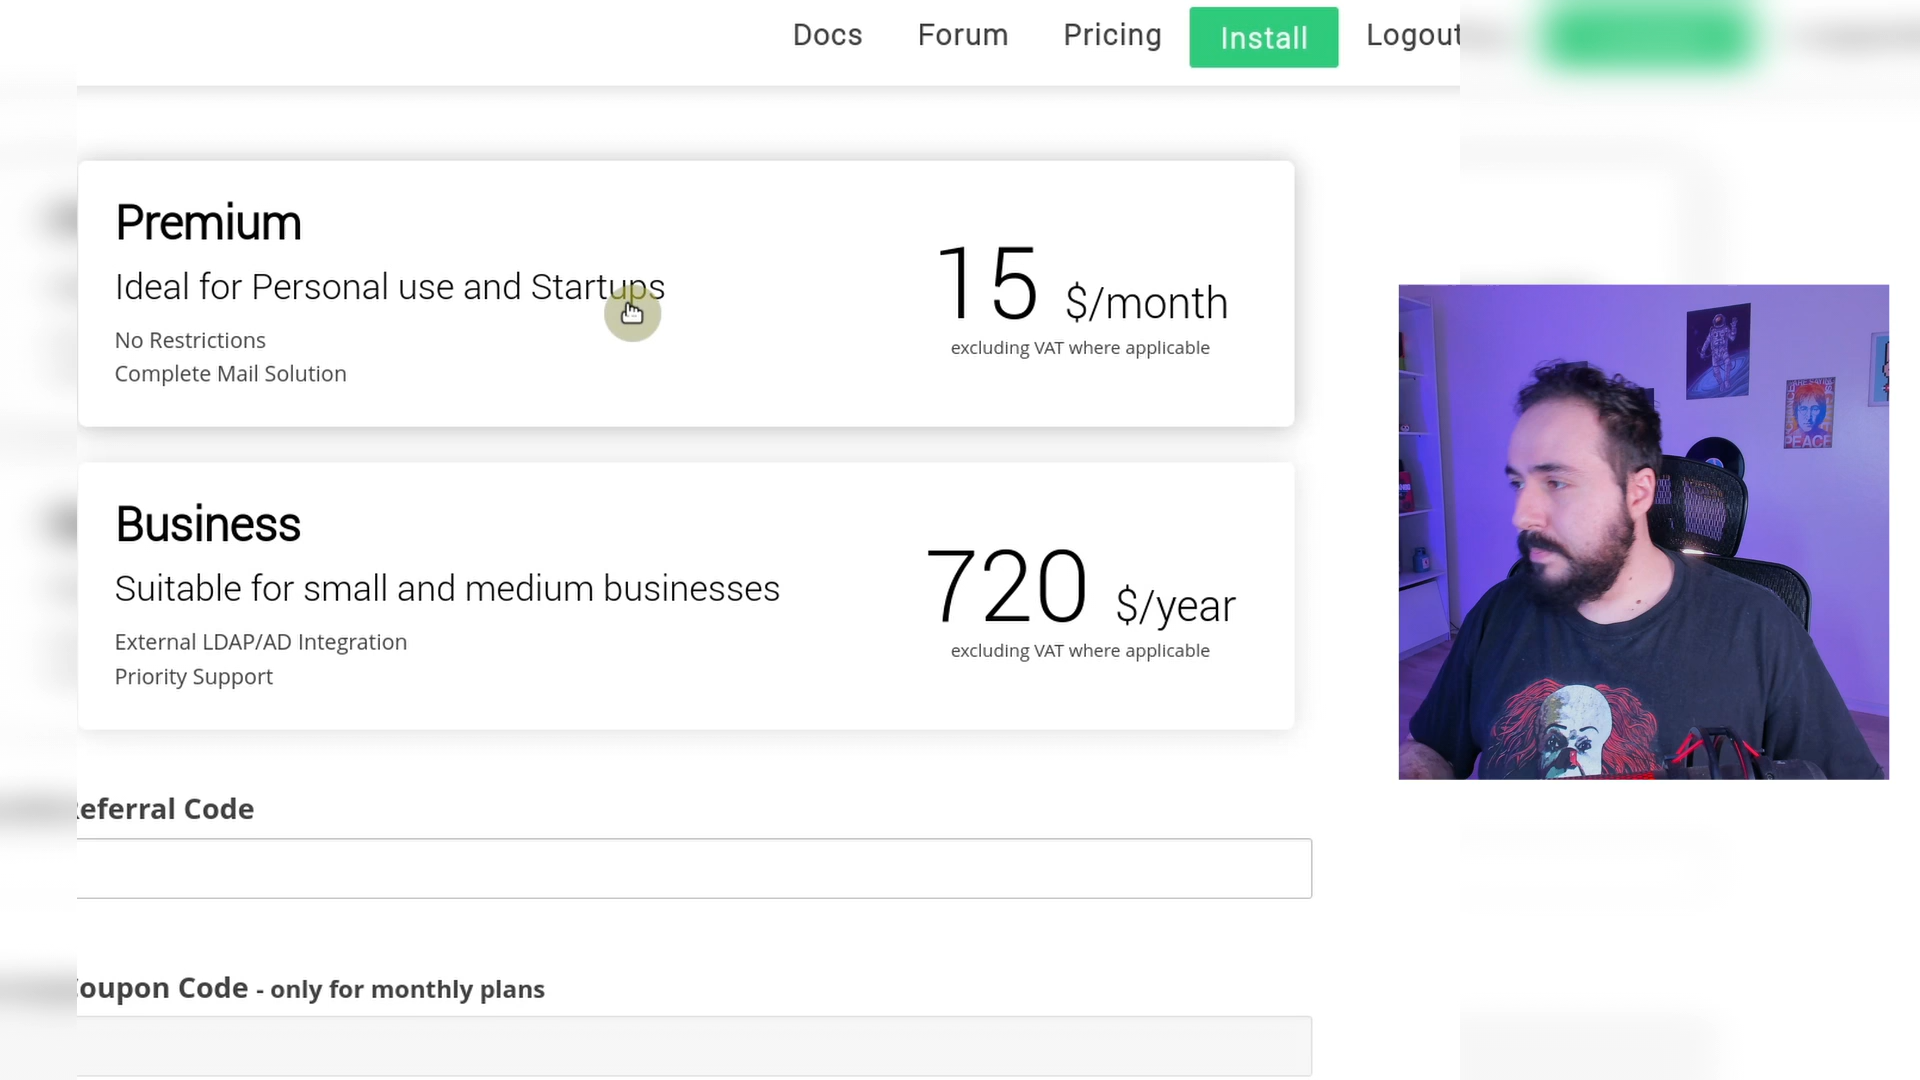 Docs Forum Pricing Install Logout
Premium
Ideal for Personal use and Startups
No Restrictions
Complete Mail Solution
15 $/month
excluding VAT where applicable
Business
Suitable for small and medium businesses
External LDAP/AD Integration
Priority Support
720 $/year
excluding VAT where applicable
eferral Code
oupon Code - only for monthly plans
PEACE